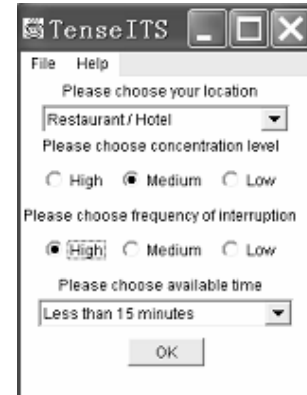 TenseITS
File Help
Please choose your location
Restaurant / Hotel
Please choose concentration level
High Medium Low
Please choose frequency of interruption
High Medium Low
Please choose available time
Less than 15 minutes
OK